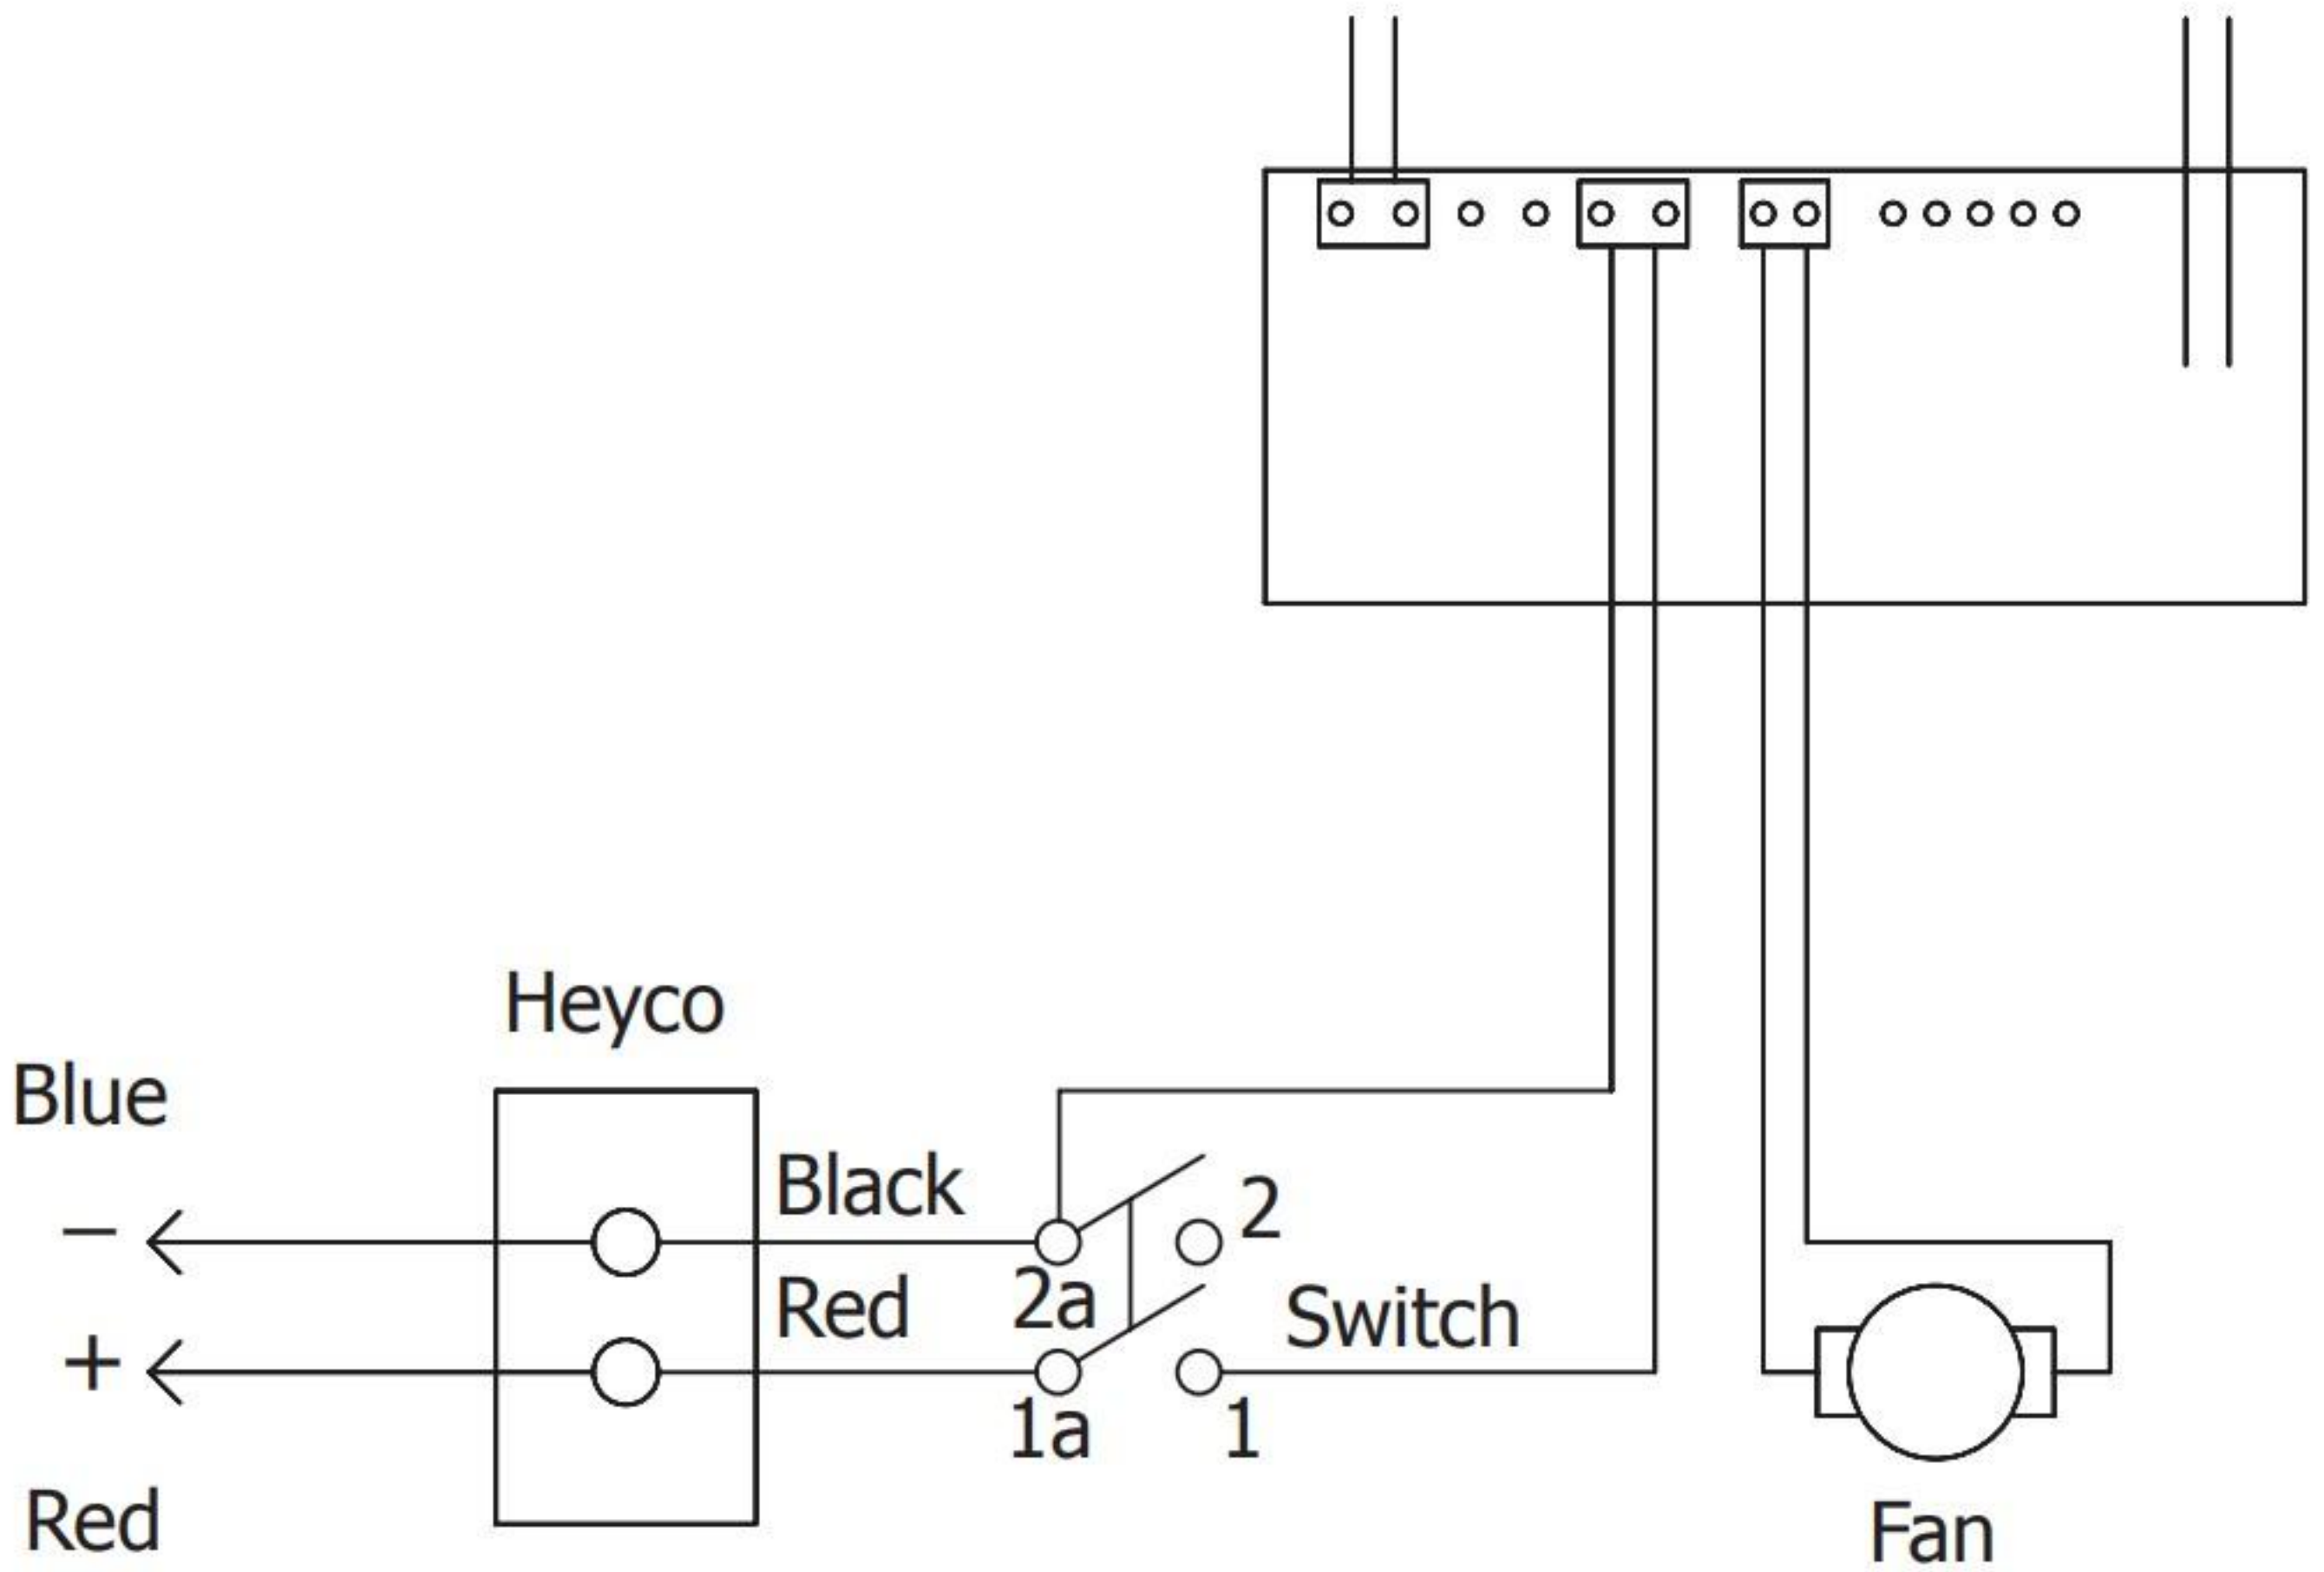 Heyco
Blue
Black
−
2
Red
2a
Switch
+
1a
1
Red
Fan